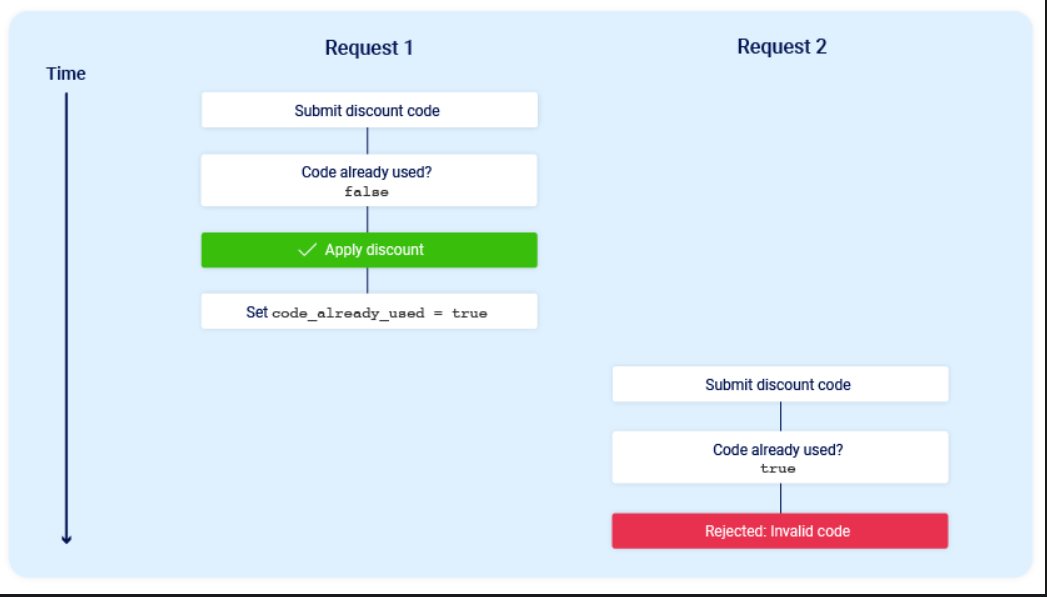 Request 1
Request 2
Time
Submit discount code
Code already used?
false
Apply discount
Set code_already_used = true
Submit discount code
Code already used?
true
Rejected: Invalid code